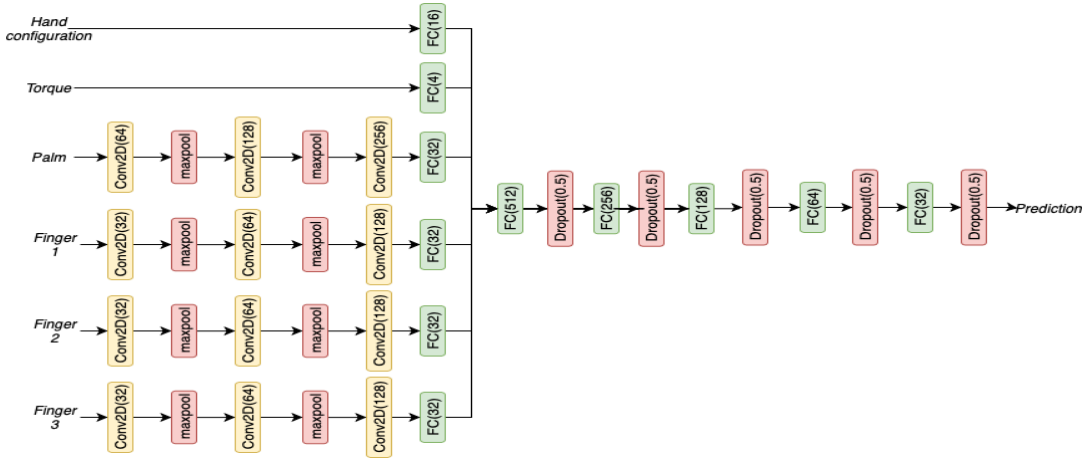 Hand
configuration
FC(16)
Torque
FC(4)
Palm
Conv2D(64)
maxpool
Conv2D(128)
maxpool
Conv2D(256)
FC(32)
Finger
1
Conv2D(32)
maxpool
Conv2D(64)
maxpool
Conv2D(128)
FC(32)
Finger
2
Conv2D(32)
maxpool
Conv2D(64)
maxpool
Conv2D(128)
FC(32)
Finger
3
Conv2D(32)
maxpool
Conv2D(64)
maxpool
Conv2D(128)
FC(32)
FC(512)
Dropout(0.5)
FC(256)
Dropout(0.5)
FC(128)
Dropout(0.5)
FC(64)
Dropout(0.5)
FC(32)
Dropout(0.5)
Prediction